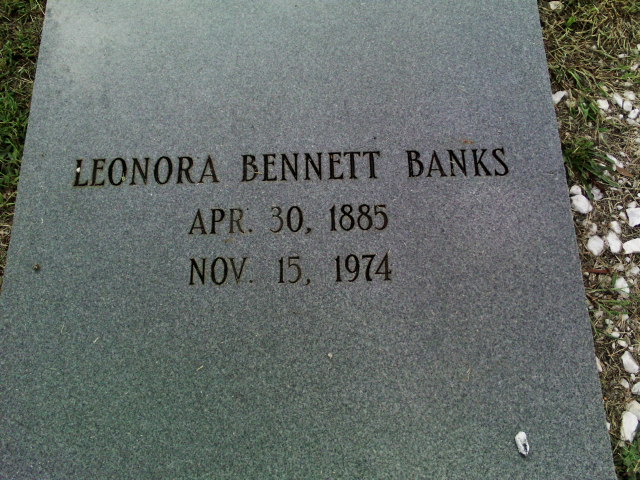 LEONORA BENNETT BANKS
APR. 30, 1885
NOV. 15, 1974